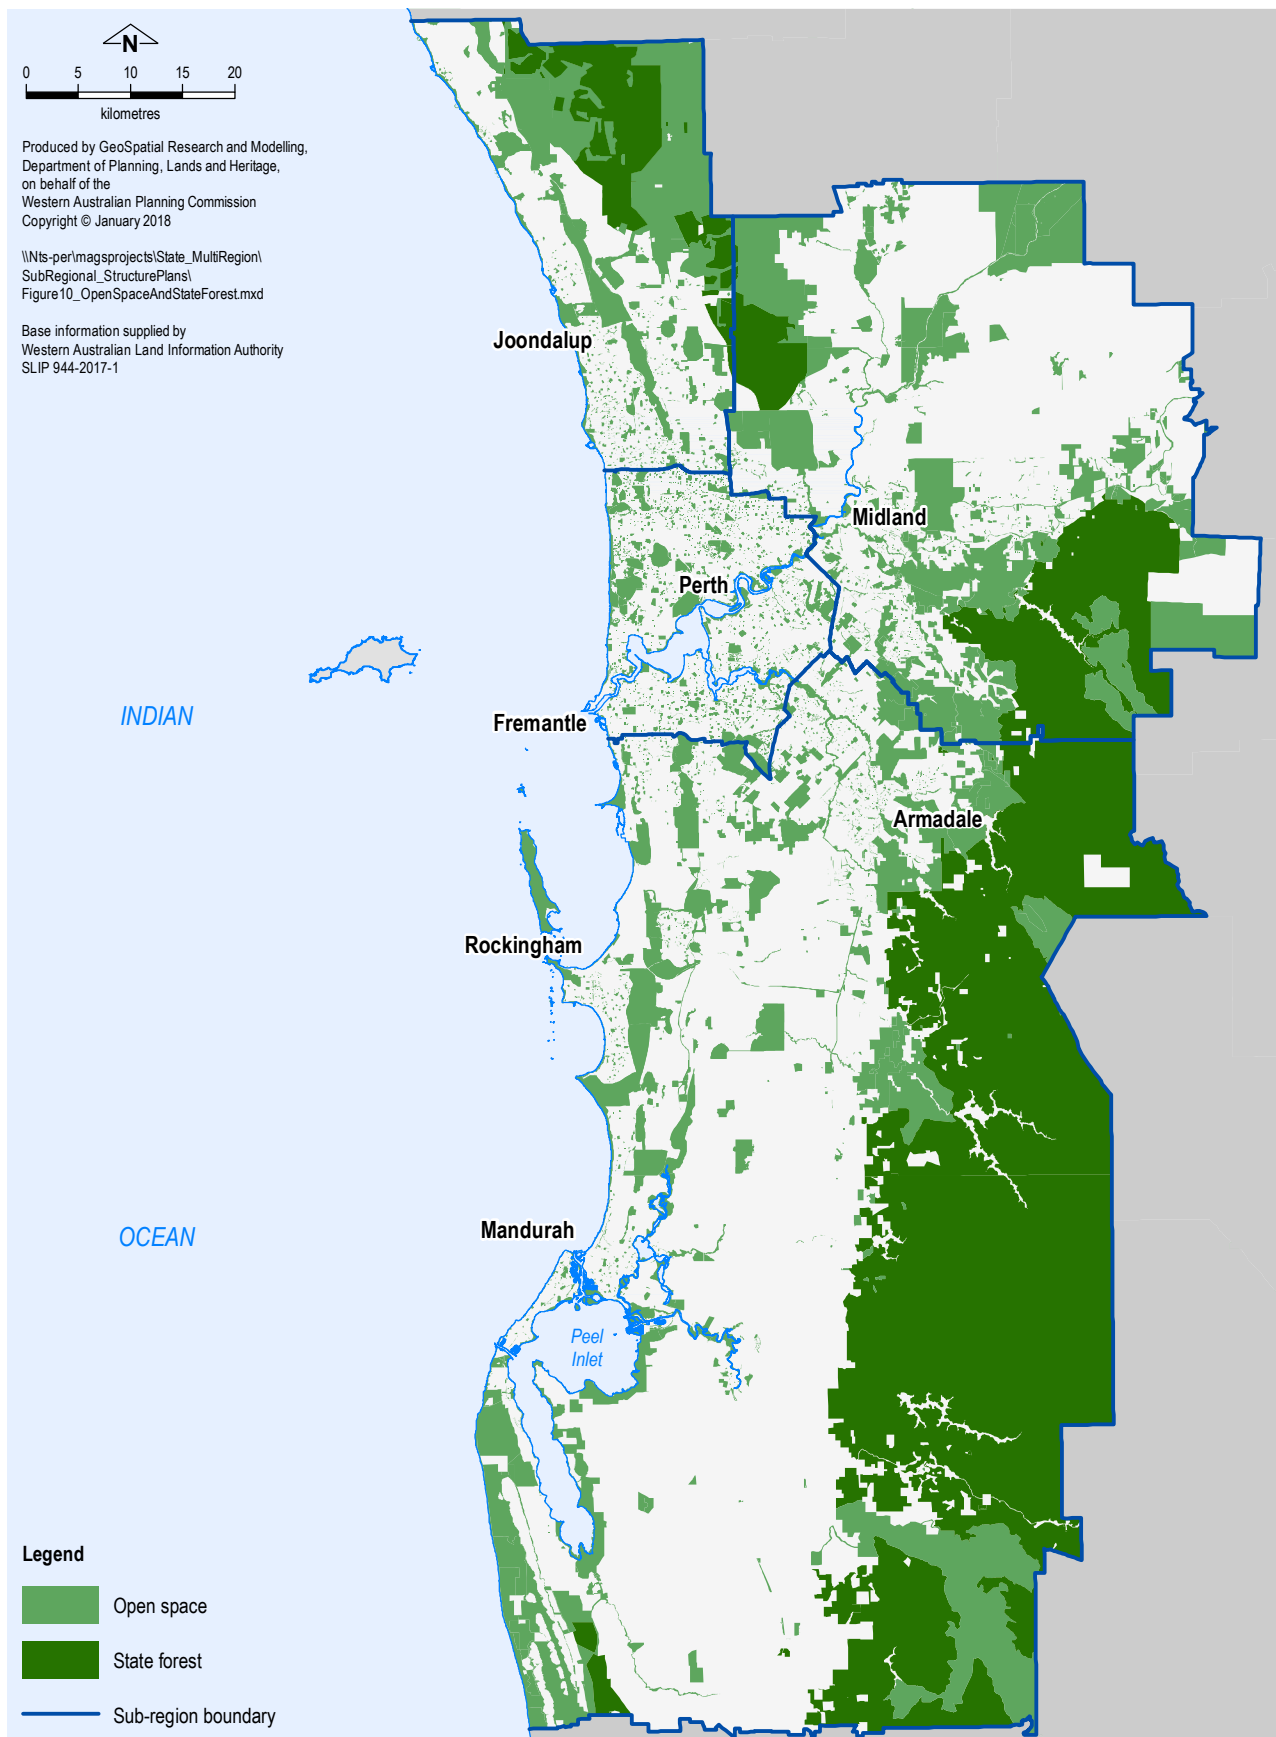 N
0 5 10 15 20
kilometres
Produced by GeoSpatial Research and Modelling,
Department of Planning, Lands and Heritage,
on behalf of the
Western Australian Planning Commission
Copyright © January 2018
\\Nts-per\magsprojects\State_MultiRegion\
SubRegional_StructurePlans\
Figure10_OpenSpaceAndStateForest.mxd
Base information supplied by
Western Australian Land Information Authority
SLIP 944-2017-1
Joondalup
Midland
Perth
INDIAN
Fremantle
Armadale
Rockingham
OCEAN
Mandurah
Peel
Inlet
Legend
Open space
State forest
Sub-region boundary